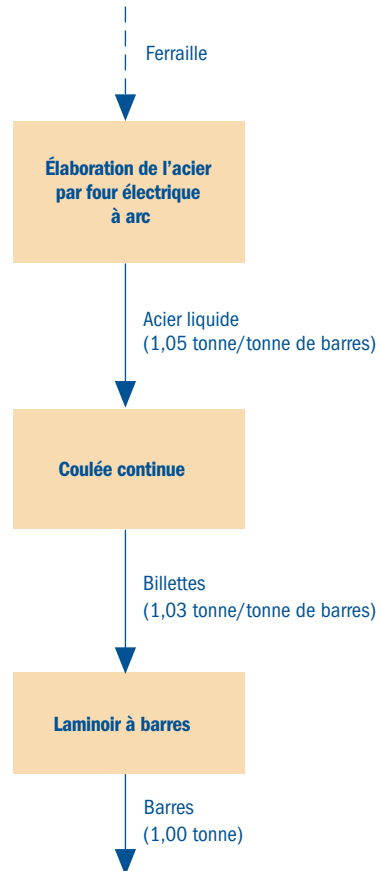 Ferraille
Élaboration de l'acier
par four électrique
à arc
Acier liquide
(1,05 tonne/tonne de barres)
Coulée continue
Billettes
(1,03 tonne/tonne de barres)
Laminoir à barres
Barres
(1,00 tonne)